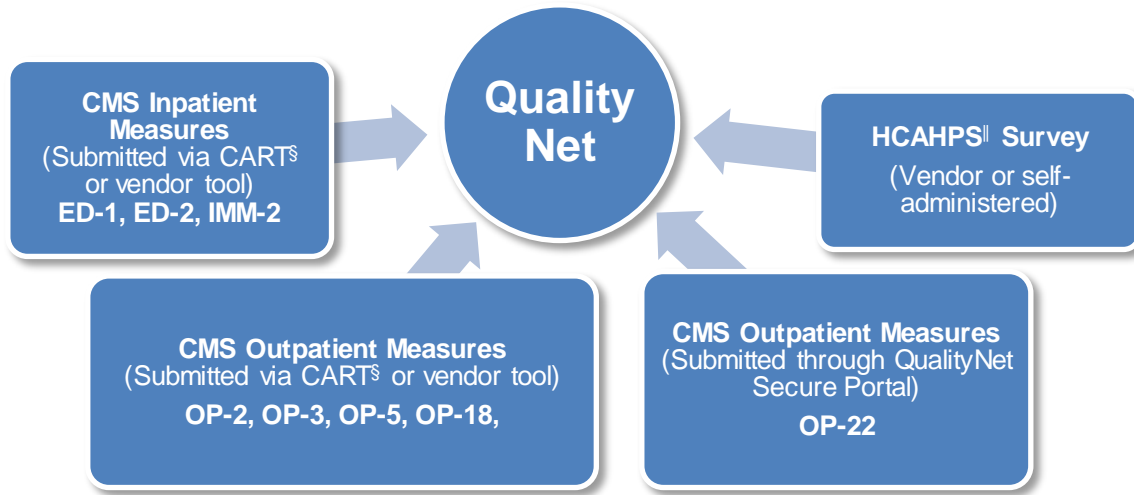 Quality
Net
CMS Inpatient
Measures
(Submitted via CART§
or vendor tool)
ED-1, ED-2, IMM-2
HCAHPS‖ Survey
(Vendor or self-
administered)
CMS Outpatient Measures
(Submitted via CART§ or vendor tool)
OP-2, OP-3, OP-5, OP-18,
CMS Outpatient Measures
(Submitted through QualityNet
Secure Portal)
OP-22